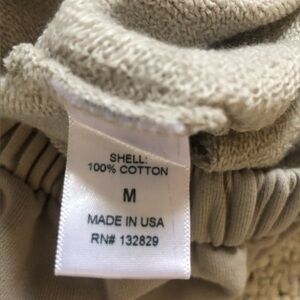 SHELL:
100% COTTON
M
MADE IN USA
RN# 132829